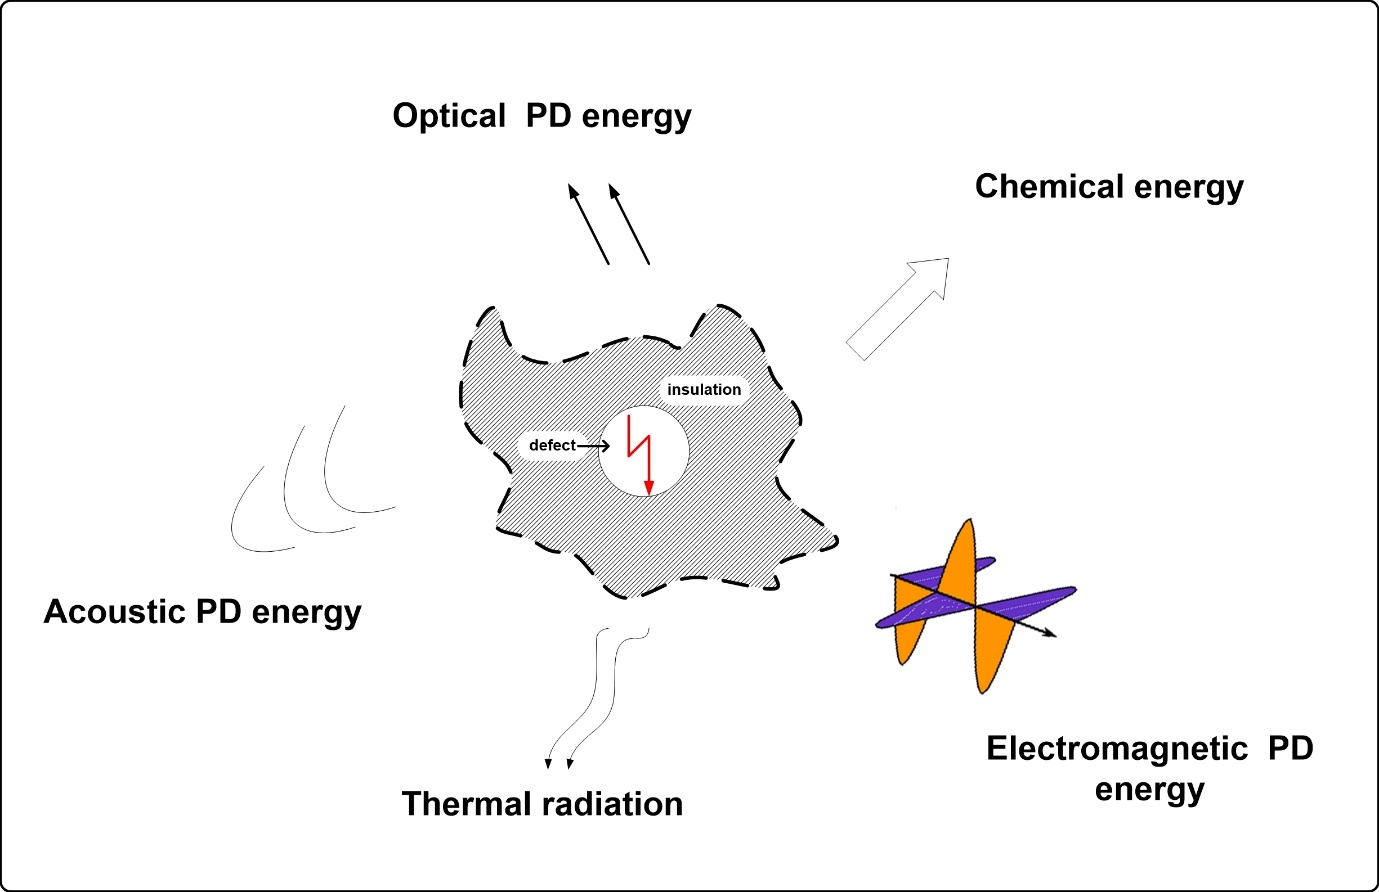 Optical PD energy
Chemical energy
insulation
defect
Acoustic PD energy
Electromagnetic PD
energy
Thermal radiation